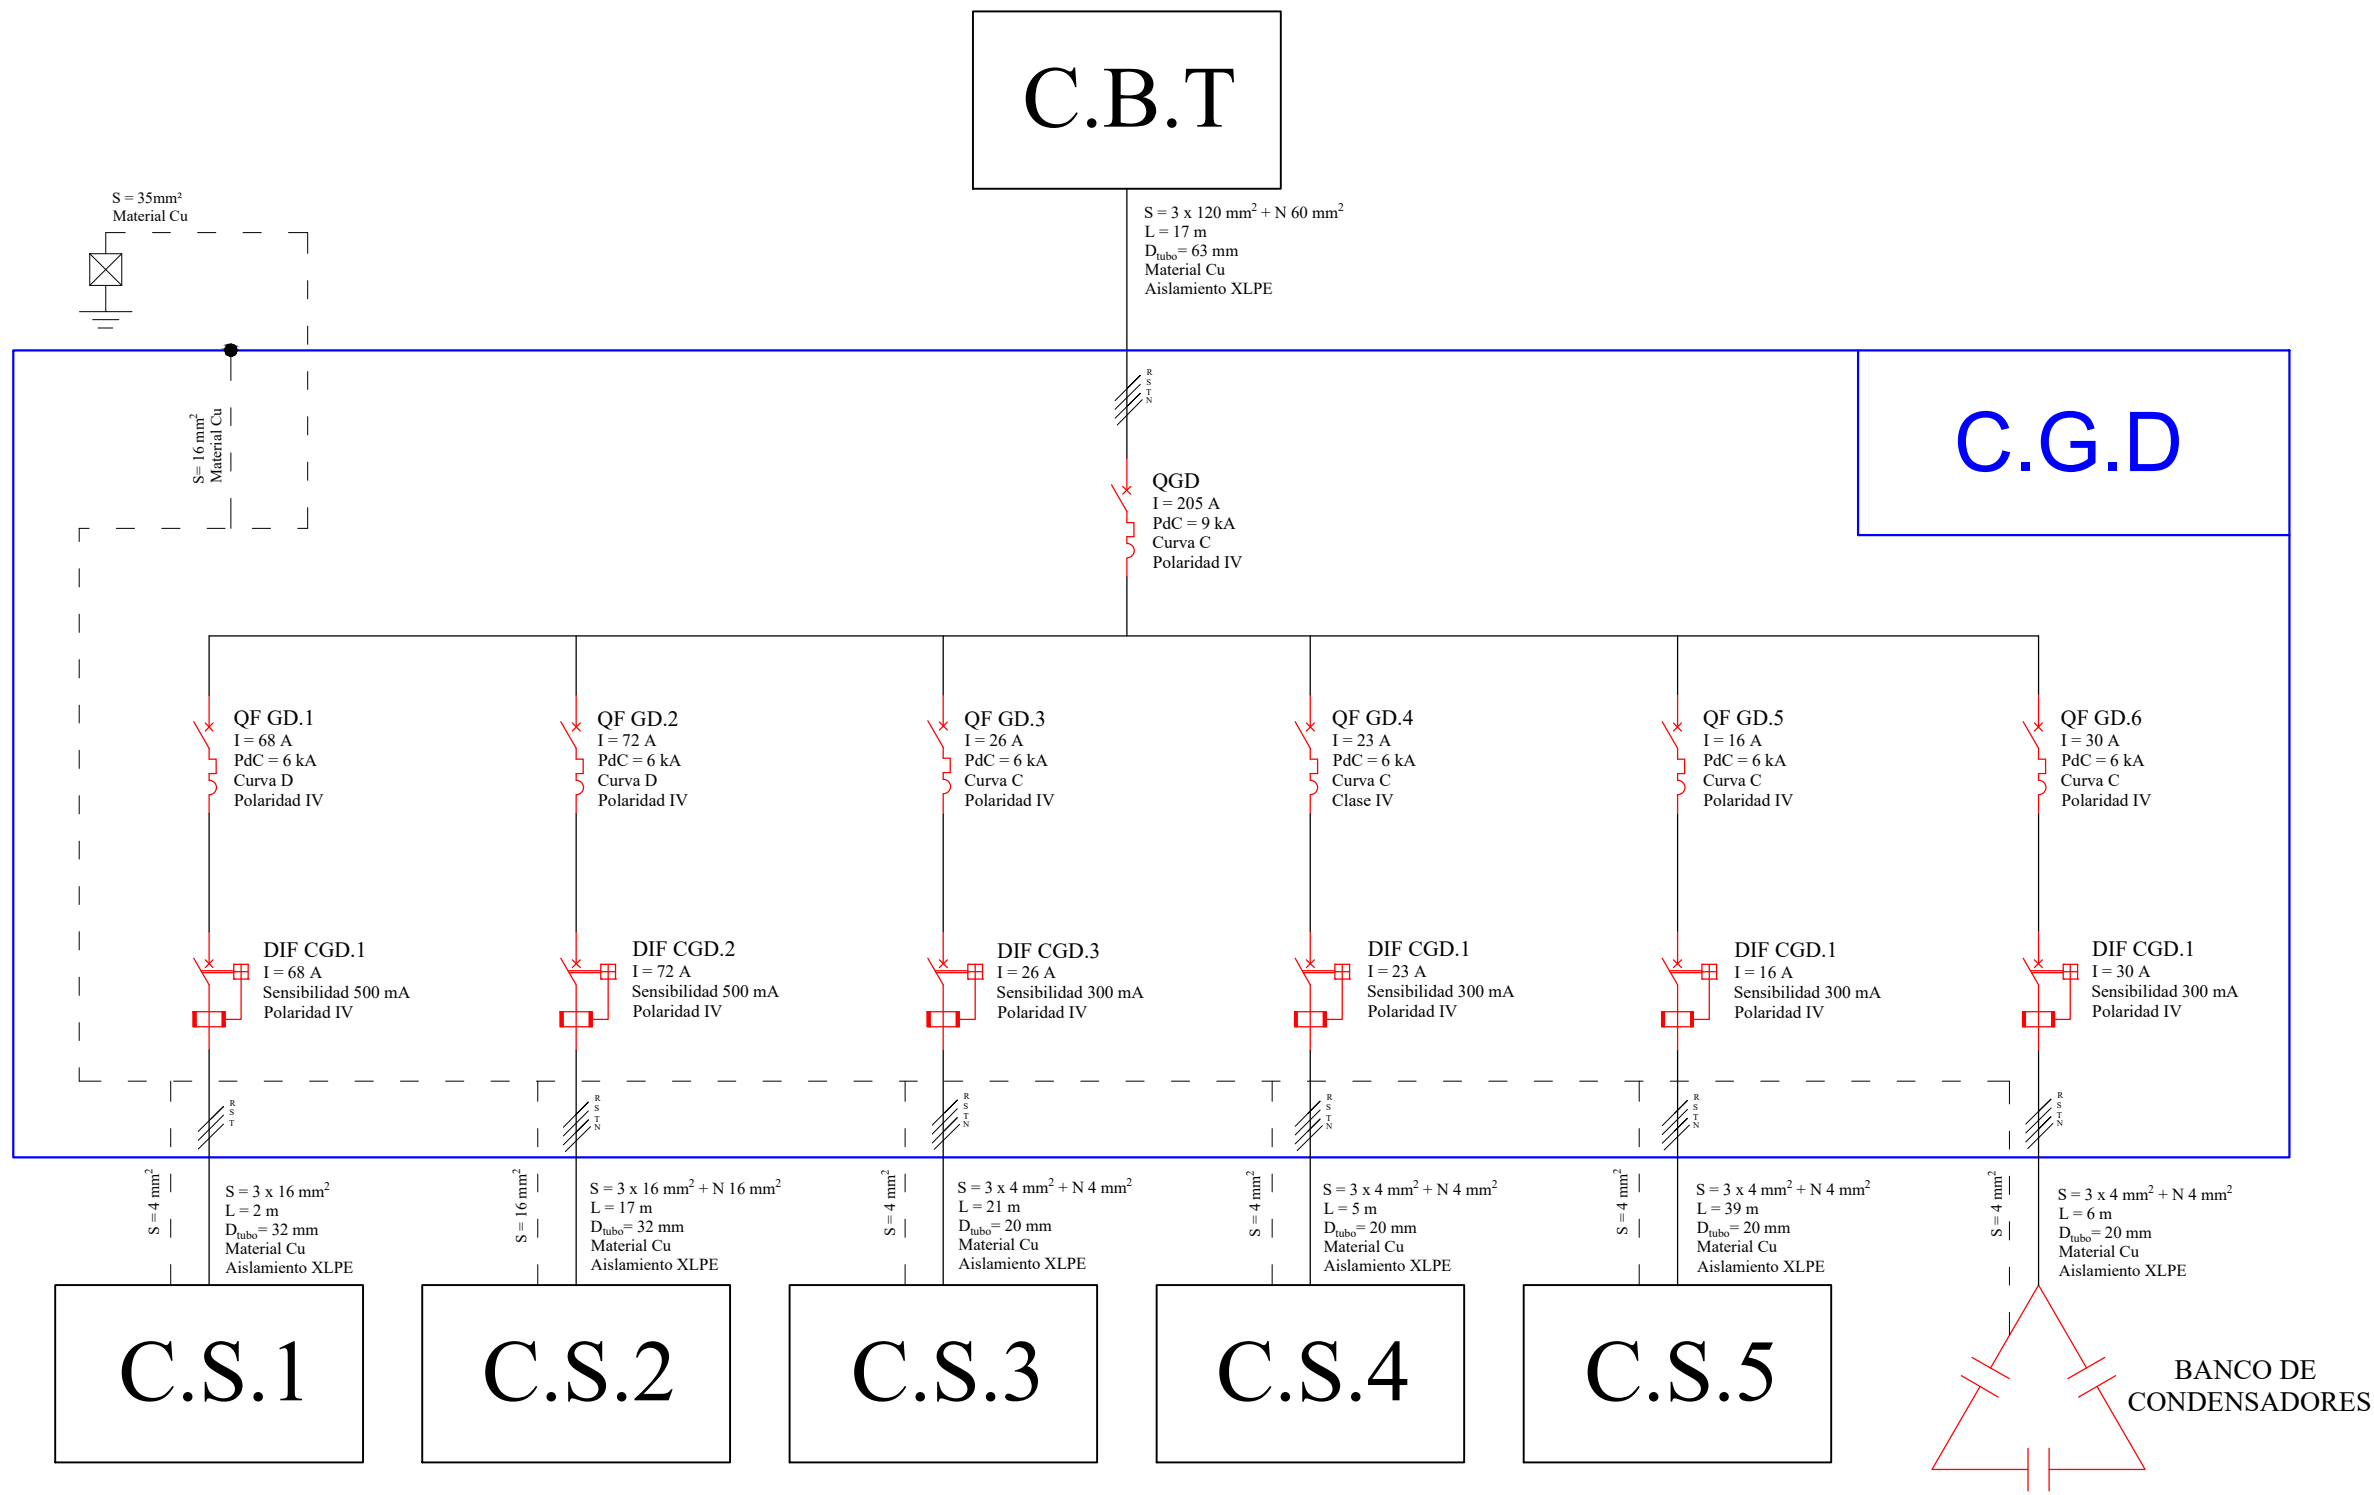 C.B.T
S = 35mm²
Material Cu
S = 3 x 120 mm² + N 60 mm²
L = 17 m
Dtubo= 63 mm
Material Cu
Aislamiento XLPE
R
S
T
N
C.G.D
S= 16 mm²
Material Cu
QGD
I = 205 A
PdC = 9 kA
Curva C
Polaridad IV
QF GD.1
I = 68 A
PdC = 6 kA
Curva D
Polaridad IV
QF GD.2
I = 72 A
PdC = 6 kA
Curva D
Polaridad IV
QF GD.3
I = 26 A
PdC = 6 kA
Curva C
Polaridad IV
QF GD.4
I = 23 A
PdC = 6 kA
Curva C
Clase IV
QF GD.5
I = 16 A
PdC = 6 kA
Curva C
Polaridad IV
QF GD.6
I = 30 A
PdC = 6 kA
Curva C
Polaridad IV
DIF CGD.1
I = 68 A
Sensibilidad 500 mA
Polaridad IV
DIF CGD.2
I = 72 A
Sensibilidad 500 mA
Polaridad IV
DIF CGD.3
I = 26 A
Sensibilidad 300 mA
Polaridad IV
DIF CGD.1
I = 23 A
Sensibilidad 300 mA
Polaridad IV
DIF CGD.1
I = 16 A
Sensibilidad 300 mA
Polaridad IV
DIF CGD.1
I = 30 A
Sensibilidad 300 mA
Polaridad IV
R
S
T
R
S
T
N
R
S
T
N
R
S
T
N
R
S
T
N
R
S
T
N
S = 4 mm²
S = 3 x 16 mm²
L = 2 m
Dtubo= 32 mm
Material Cu
Aislamiento XLPE
S = 16 mm²
S = 3 x 16 mm² + N 16 mm²
L = 17 m
Dtubo= 32 mm
Material Cu
Aislamiento XLPE
S = 4 mm²
S = 3 x 4 mm² + N 4 mm²
L = 21 m
Dtubo= 20 mm
Material Cu
Aislamiento XLPE
S = 4 mm²
S = 3 x 4 mm² + N 4 mm²
L = 5 m
Dtubo= 20 mm
Material Cu
Aislamiento XLPE
S = 4 mm²
S = 3 x 4 mm² + N 4 mm²
L = 39 m
Dtubo= 20 mm
Material Cu
Aislamiento XLPE
S = 4 mm²
S = 3 x 4 mm² + N 4 mm²
L = 6 m
Dtubo= 20 mm
Material Cu
Aislamiento XLPE
C.S.1
C.S.2
C.S.3
C.S.4
C.S.5
BANCO DE
CONDENSADORES